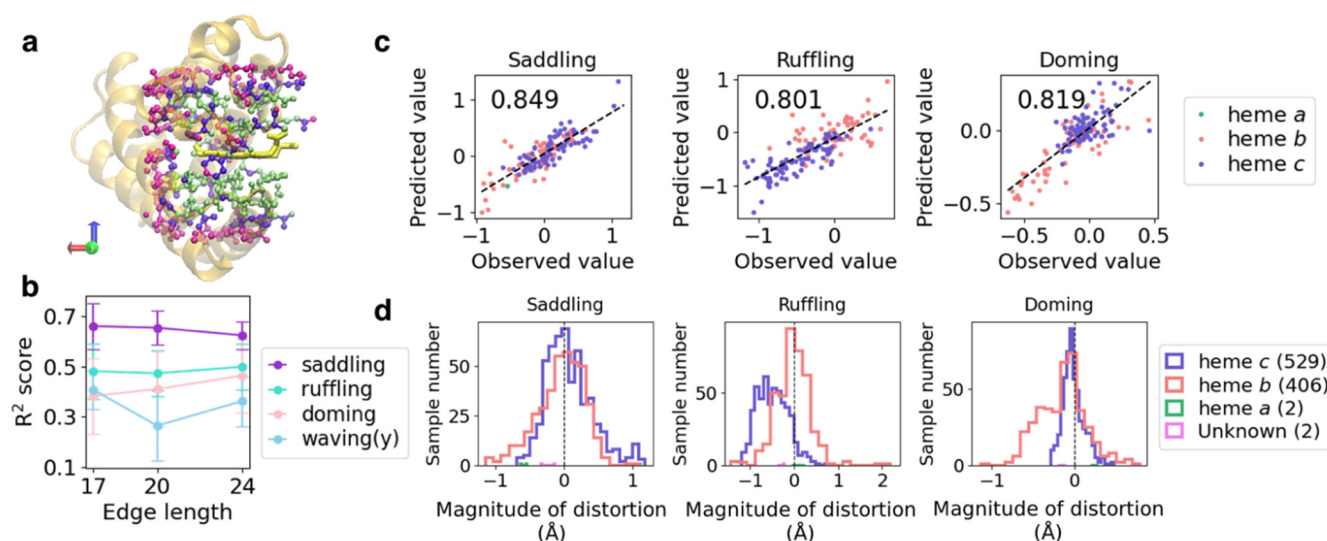 a
b
0.7
0.5
0.3
0.1
R² score
17
20
24
Edge length
saddling
ruffling
doming
waving(y)
c
Saddling
0.849
1
0
−1
Predicted value
−1
0
1
Observed value
Ruffling
0.801
1
0
−1
Predicted value
−1
0
1
Observed value
Doming
0.819
0.0
−0.5
Predicted value
−0.5
0.0
0.5
Observed value
heme a
heme b
heme c
d
Saddling
50
25
0
Sample number
−1
0
1
Magnitude of distortion
(Å)
Ruffling
50
0
Sample number
−1
0
1
2
Magnitude of distortion
(Å)
Doming
50
0
Sample number
−1
0
Magnitude of distortion
(Å)
heme c (529)
heme b (406)
heme a (2)
Unknown (2)